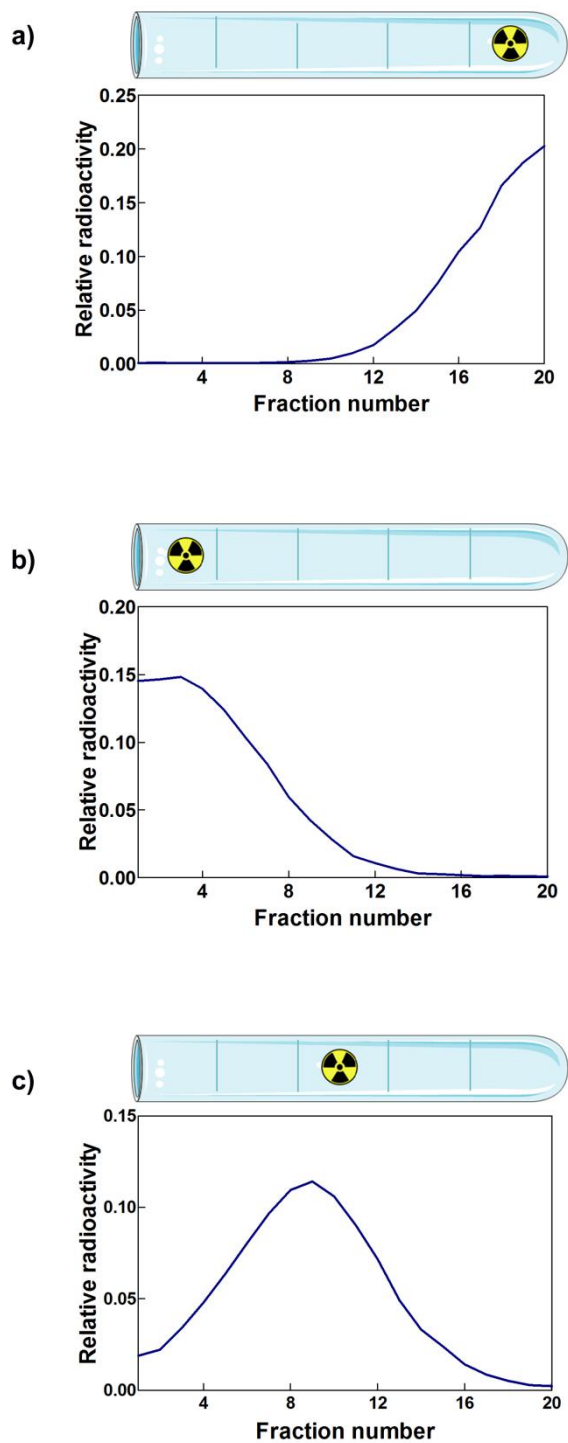 a)
0.25
0.20
0.15
0.10
0.05
0.00
Relative radioactivity
4 8 12 16 20
Fraction number
b)
0.20
0.15
0.10
0.05
0.00
Relative radioactivity
4 8 12 16 20
Fraction number
c)
0.15
0.10
0.05
0.00
Relative radioactivity
4 8 12 16 20
Fraction number